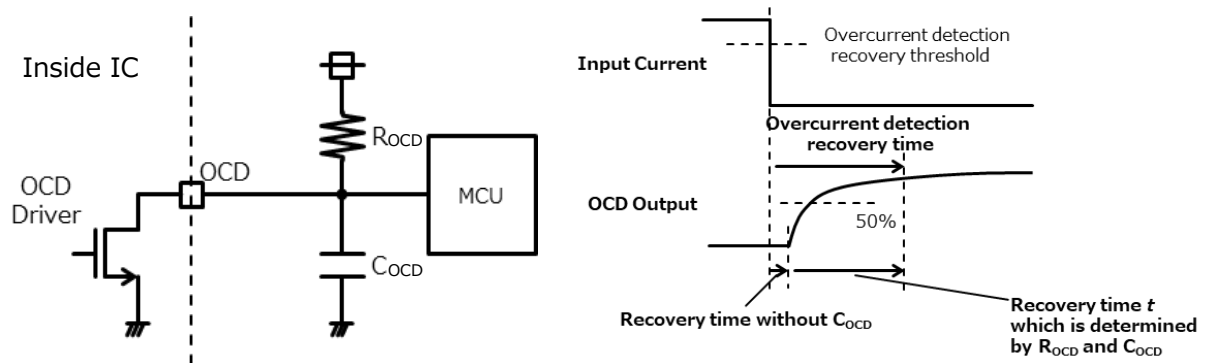 Inside IC
OCD
Driver
OCD
ROCD
COCD
MCU
Input Current
Overcurrent detection
recovery threshold
Overcurrent detection
recovery time
OCD Output
50%
Recovery time without COCD
Recovery time t
which is determined
by ROCD and COCD